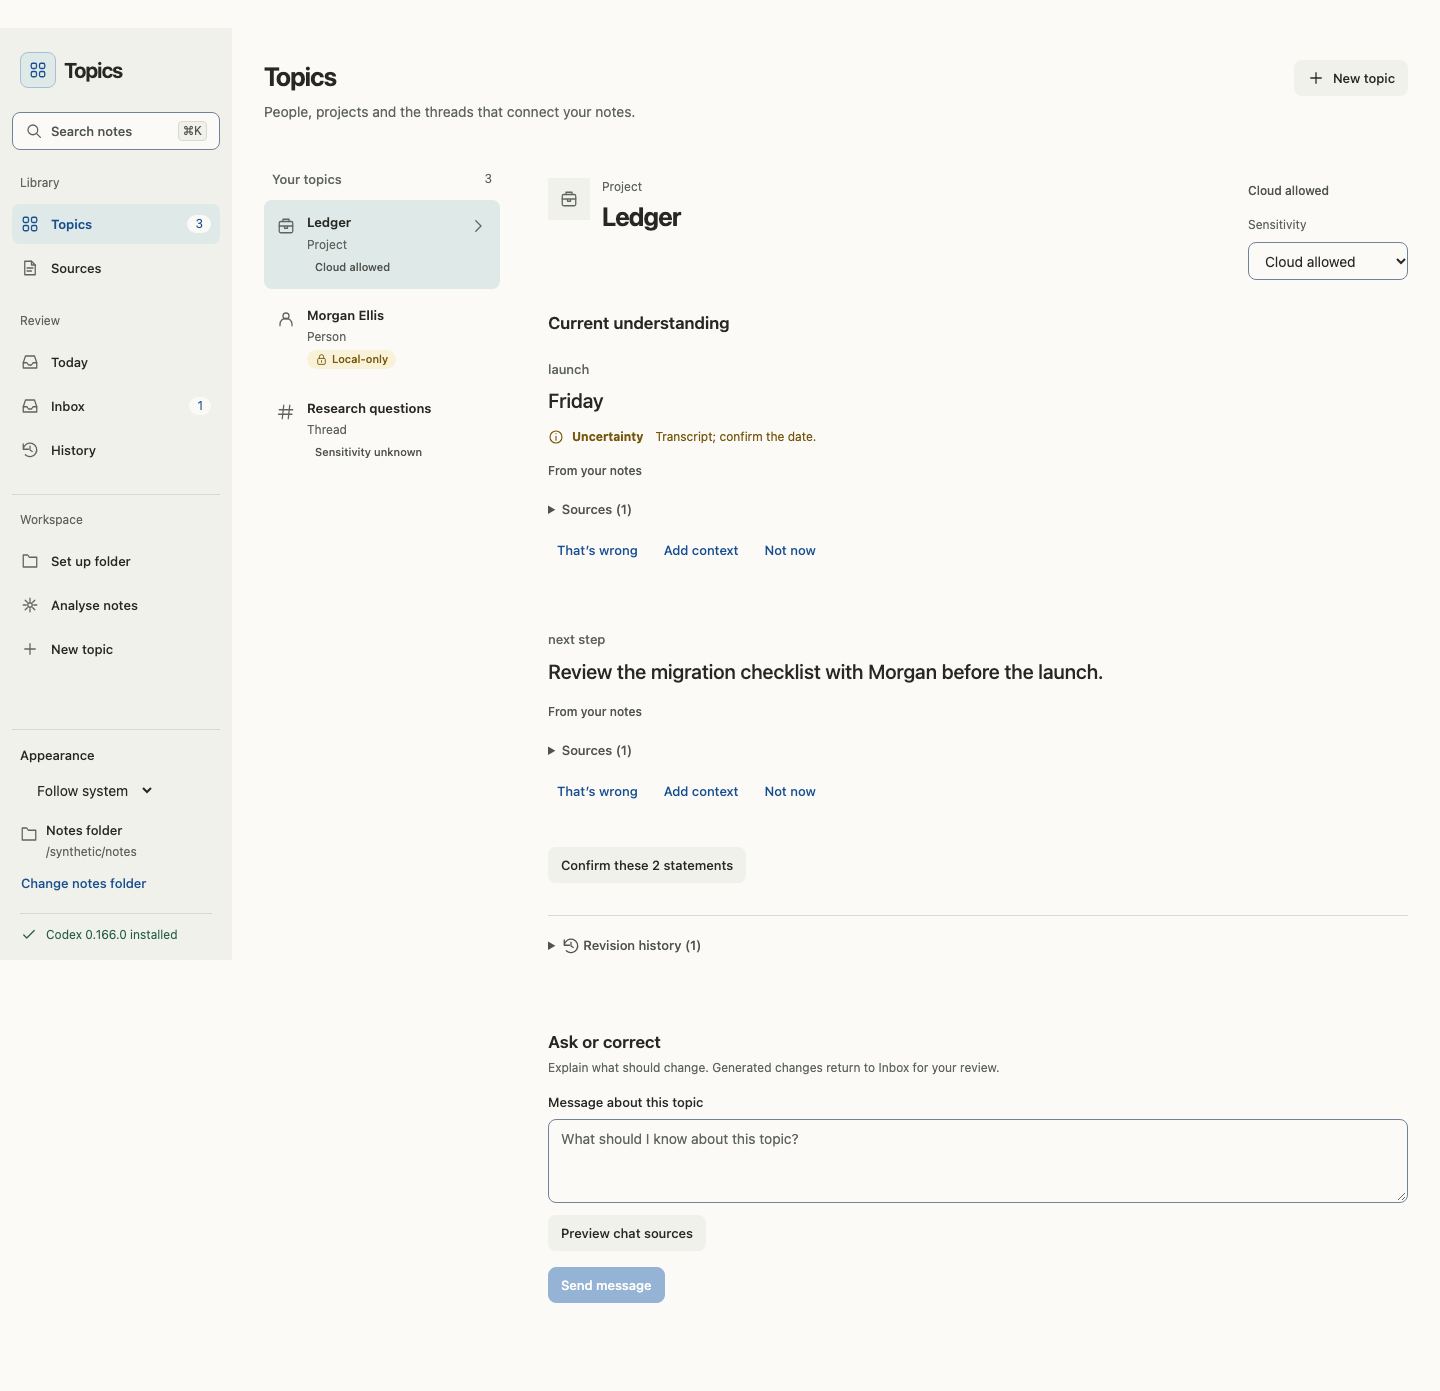 Topics
Search notes ⌘K
Library
Topics 3
Sources
Review
Today
Inbox 1
History
Workspace
Set up folder
Analyse notes
New topic
Appearance
Follow system
Notes folder
/synthetic/notes
Change notes folder
Codex 0.166.0 installed
Topics
People, projects and the threads that connect your notes.
New topic
Your topics 3
Ledger
Project
Cloud allowed
Morgan Ellis
Person
Local-only
Research questions
Thread
Sensitivity unknown
Project
Ledger
Cloud allowed
Sensitivity
Cloud allowed
Current understanding
launch
Friday
Uncertainty Transcript; confirm the date.
From your notes
Sources (1)
That’s wrong Add context Not now
next step
Review the migration checklist with Morgan before the launch.
From your notes
Sources (1)
That’s wrong Add context Not now
Confirm these 2 statements
Revision history (1)
Ask or correct
Explain what should change. Generated changes return to Inbox for your review.
Message about this topic
What should I know about this topic?
Preview chat sources
Send message